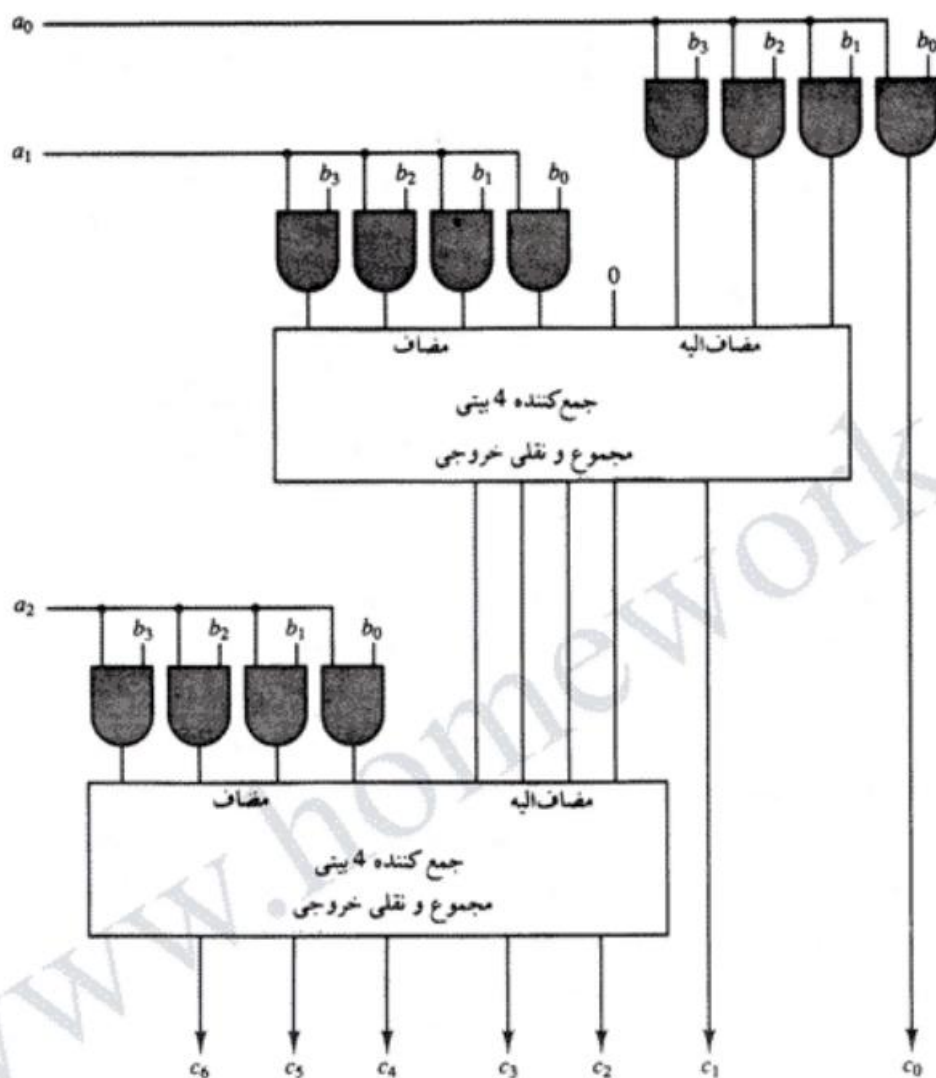 a₀
b₃ b₂ b₁ b₀
a₁
b₃ b₂ b₁ b₀
0
مضاف مضاف‌الیه
جمع‌کننده 4 بیتی
مجموع و نقلی خروجی
a₂
b₃ b₂ b₁ b₀
مضاف مضاف‌الیه
جمع کننده 4 بیتی
مجموع و نقلی خروجی
c₆ c₅ c₄ c₃ c₂ c₁ c₀
www.homework